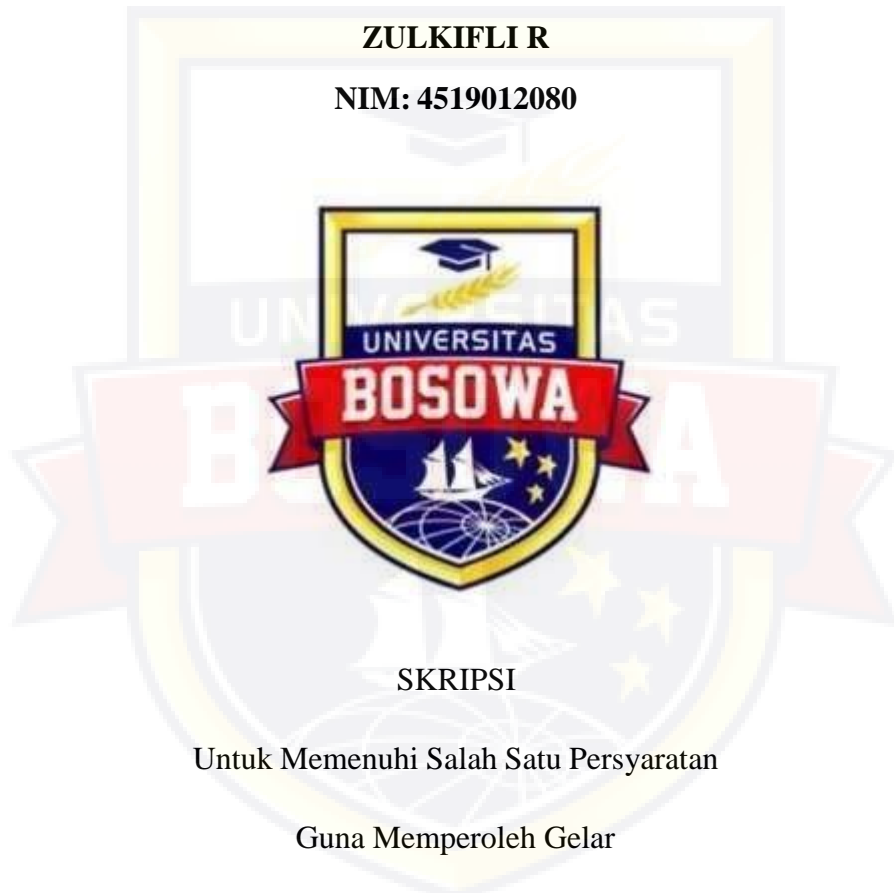 ZULKIFLI R
NIM: 4519012080
UNIVERSITAS
BOSOWA
SKRIPSI
Untuk Memenuhi Salah Satu Persyaratan
Guna Memperoleh Gelar